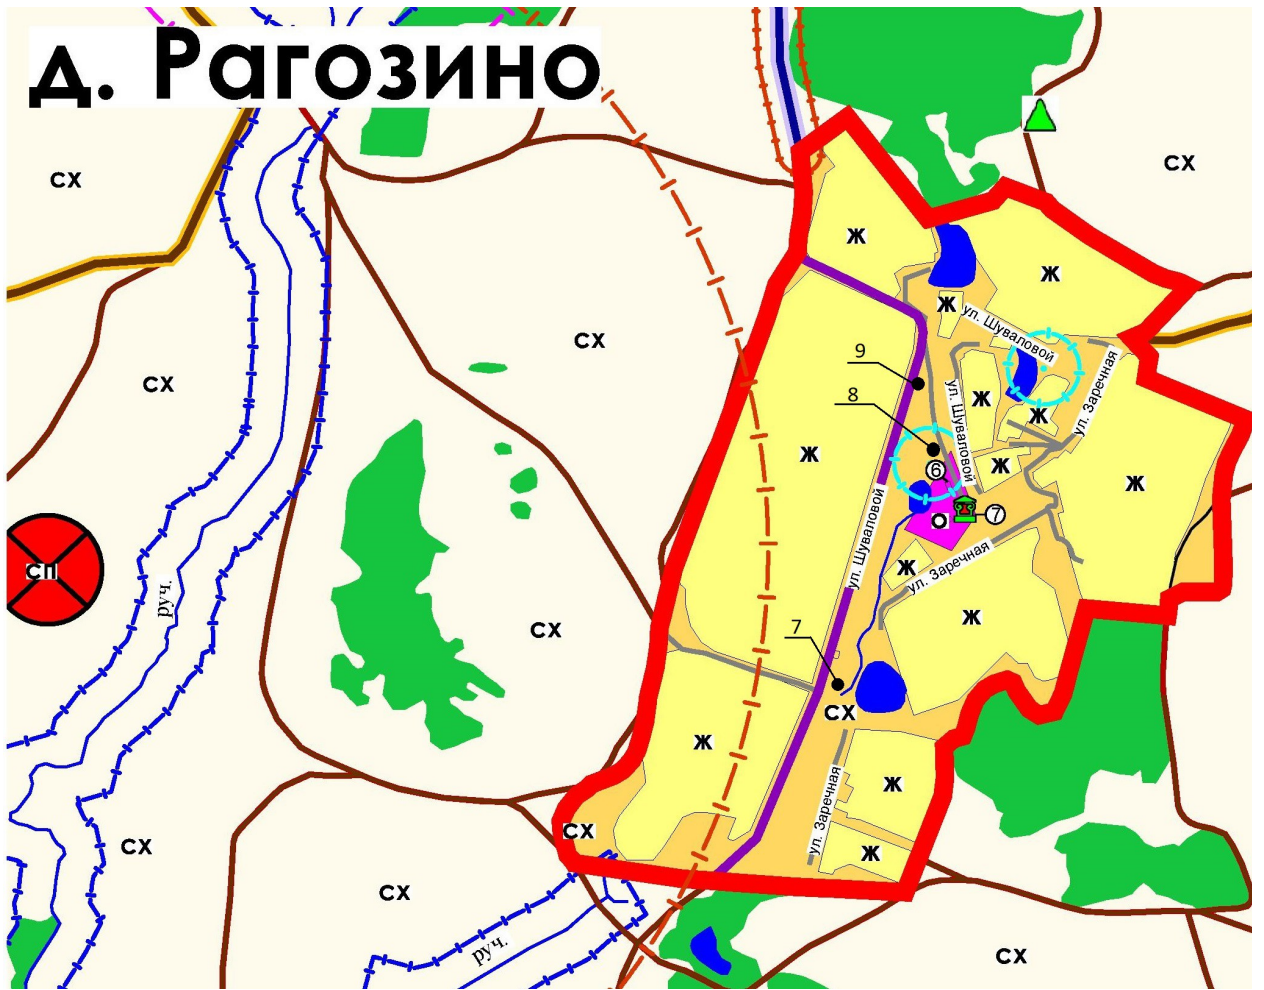 д. Рагозино
сх
сх
Ж
Ж
Ж
ул. Шуваловой
сх
9
ул. Заречная
сх
8
Ж
ул. Шуваловой
Ж
Ж
6
Ж
Ж
О
7
ул. Шуваловой
сп
руч.
Ж
ул. Заречная
сх
7
Ж
сх
Ж
Ж
ул. Заречная
сх
сх
Ж
сх
руч.
сх